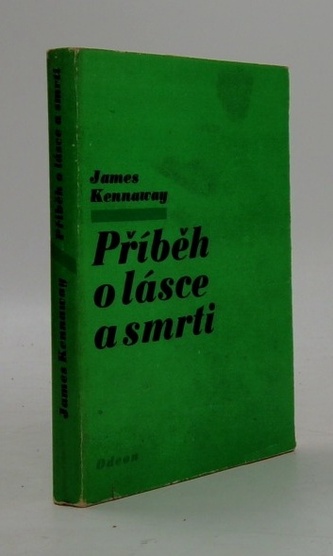 James
Kennaway
Příběh
o lásce
a smrti
Odeon
James Kennaway Příběh o lásce a smrti